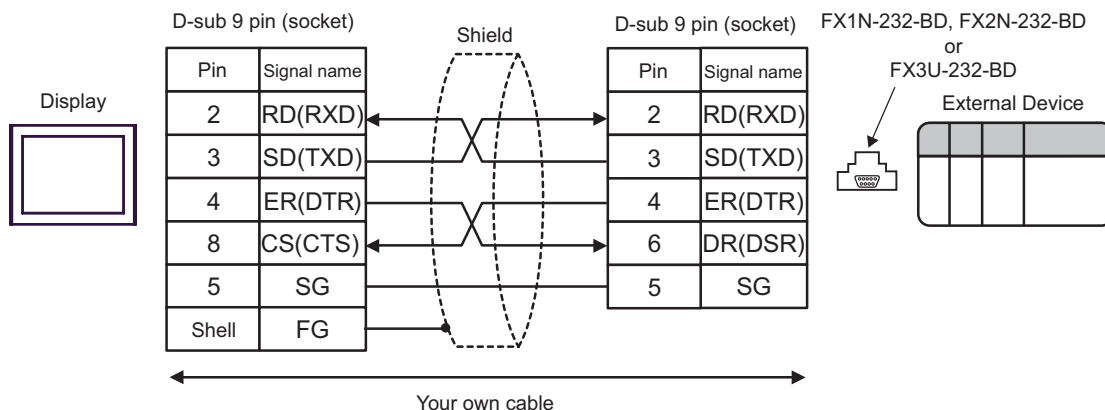 D-sub 9 pin (socket)
Shield
D-sub 9 pin (socket)
FX1N-232-BD, FX2N-232-BD
or
FX3U-232-BD
Display
External Device
Pin Signal name
2 RD(RXD)
3 SD(TXD)
4 ER(DTR)
8 CS(CTS)
5 SG
Shell FG
Pin Signal name
2 RD(RXD)
3 SD(TXD)
4 ER(DTR)
6 DR(DSR)
5 SG
Your own cable